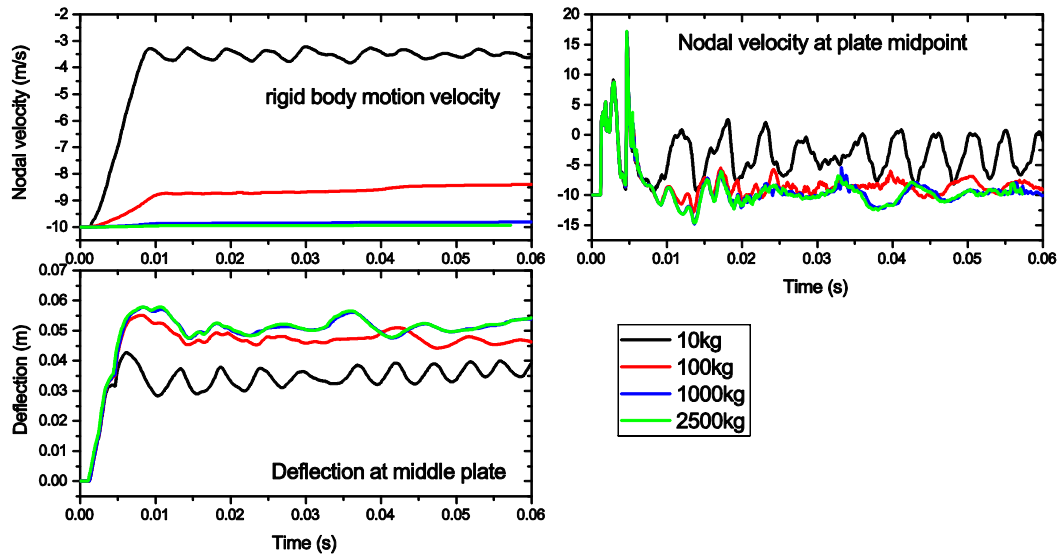 -2
-3
-4
-5
-6
-7
-8
-9
-10
Nodal velocity (m/s)
rigid body motion velocity
0.00 0.01 0.02 0.03 0.04 0.05 0.06
20
15
10
5
0
-5
-10
-15
Nodal velocity at plate midpoint
0.00 0.01 0.02 0.03 0.04 0.05 0.06
Time (s)
0.07
0.06
0.05
0.04
0.03
0.02
0.01
0.00
Deflection (m)
Deflection at middle plate
0.00 0.01 0.02 0.03 0.04 0.05 0.06
Time (s)
10kg
100kg
1000kg
2500kg